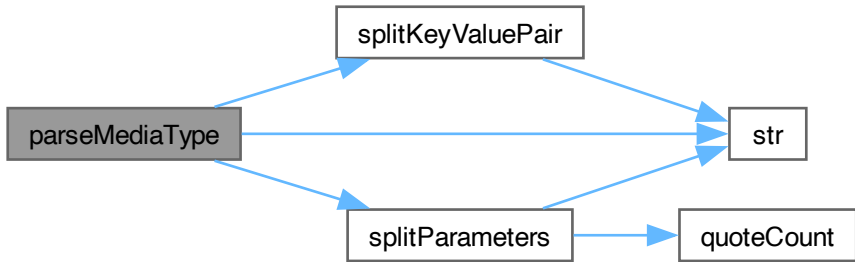 splitKeyValuePair
parseMediaType
str
splitParameters
quoteCount